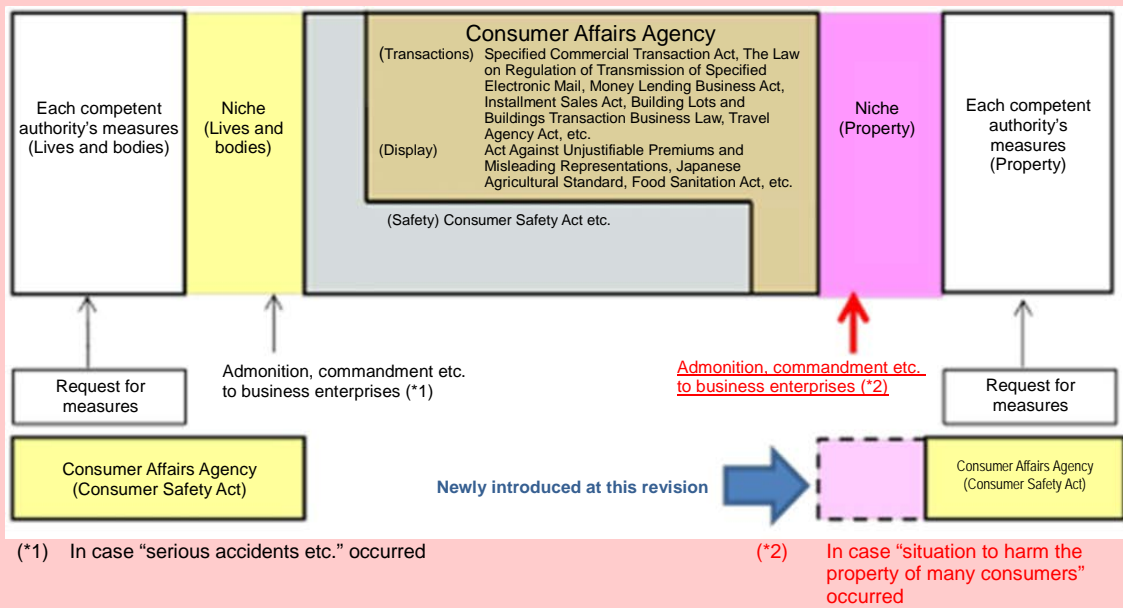 Each competent
authority's measures
(Lives and bodies)
Niche
(Lives and
bodies)
Consumer Affairs Agency
(Transactions) Specified Commercial Transaction Act, The Law
on Regulation of Transmission of Specified
Electronic Mail, Money Lending Business Act,
Installment Sales Act, Building Lots and
Buildings Transaction Business Law, Travel
Agency Act, etc.
(Display) Act Against Unjustifiable Premiums and
Misleading Representations, Japanese
Agricultural Standard, Food Sanitation Act, etc.
(Safety) Consumer Safety Act etc.
Niche
(Property)
Each competent
authority's
measures
(Property)
Request for
measures
Admonition, commandment etc.
to business enterprises (*1)
Admonition, commandment etc.
to business enterprises (*2)
Request for
measures
Consumer Affairs Agency
(Consumer Safety Act)
Newly introduced at this revision
Consumer Affairs Agency
(Consumer Safety Act)
(*1) In case “serious accidents etc.” occurred
(*2) In case “situation to harm the
property of many consumers”
occurred